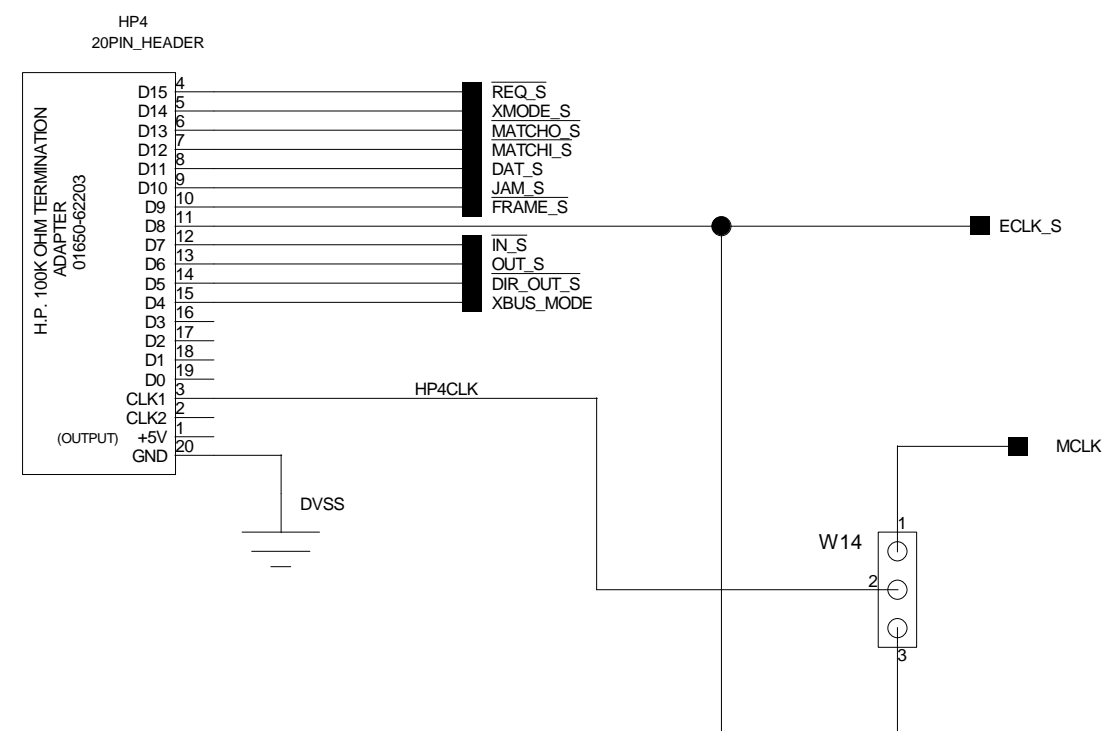 HP4
20PIN_HEADER
H.P. 100K OHM TERMINATION
ADAPTER
01650-62203
D15 4 REQ_S
D14 5 XMODE_S
D13 6 MATCHO_S
D12 7 MATCHI_S
D11 8 DAT_S
D10 9 JAM_S
D9 10 FRAME_S
D8 11 ECLK_S
D7 12 IN_S
D6 13 OUT_S
D5 14 DIR_OUT_S
D4 15 XBUS_MODE
D3 16
D2 17
D1 18
D0 19
CLK1 3 HP4CLK
CLK2 2
(OUTPUT) +5V 1
GND 20
DVSS
MCLK
W14
1
2
3